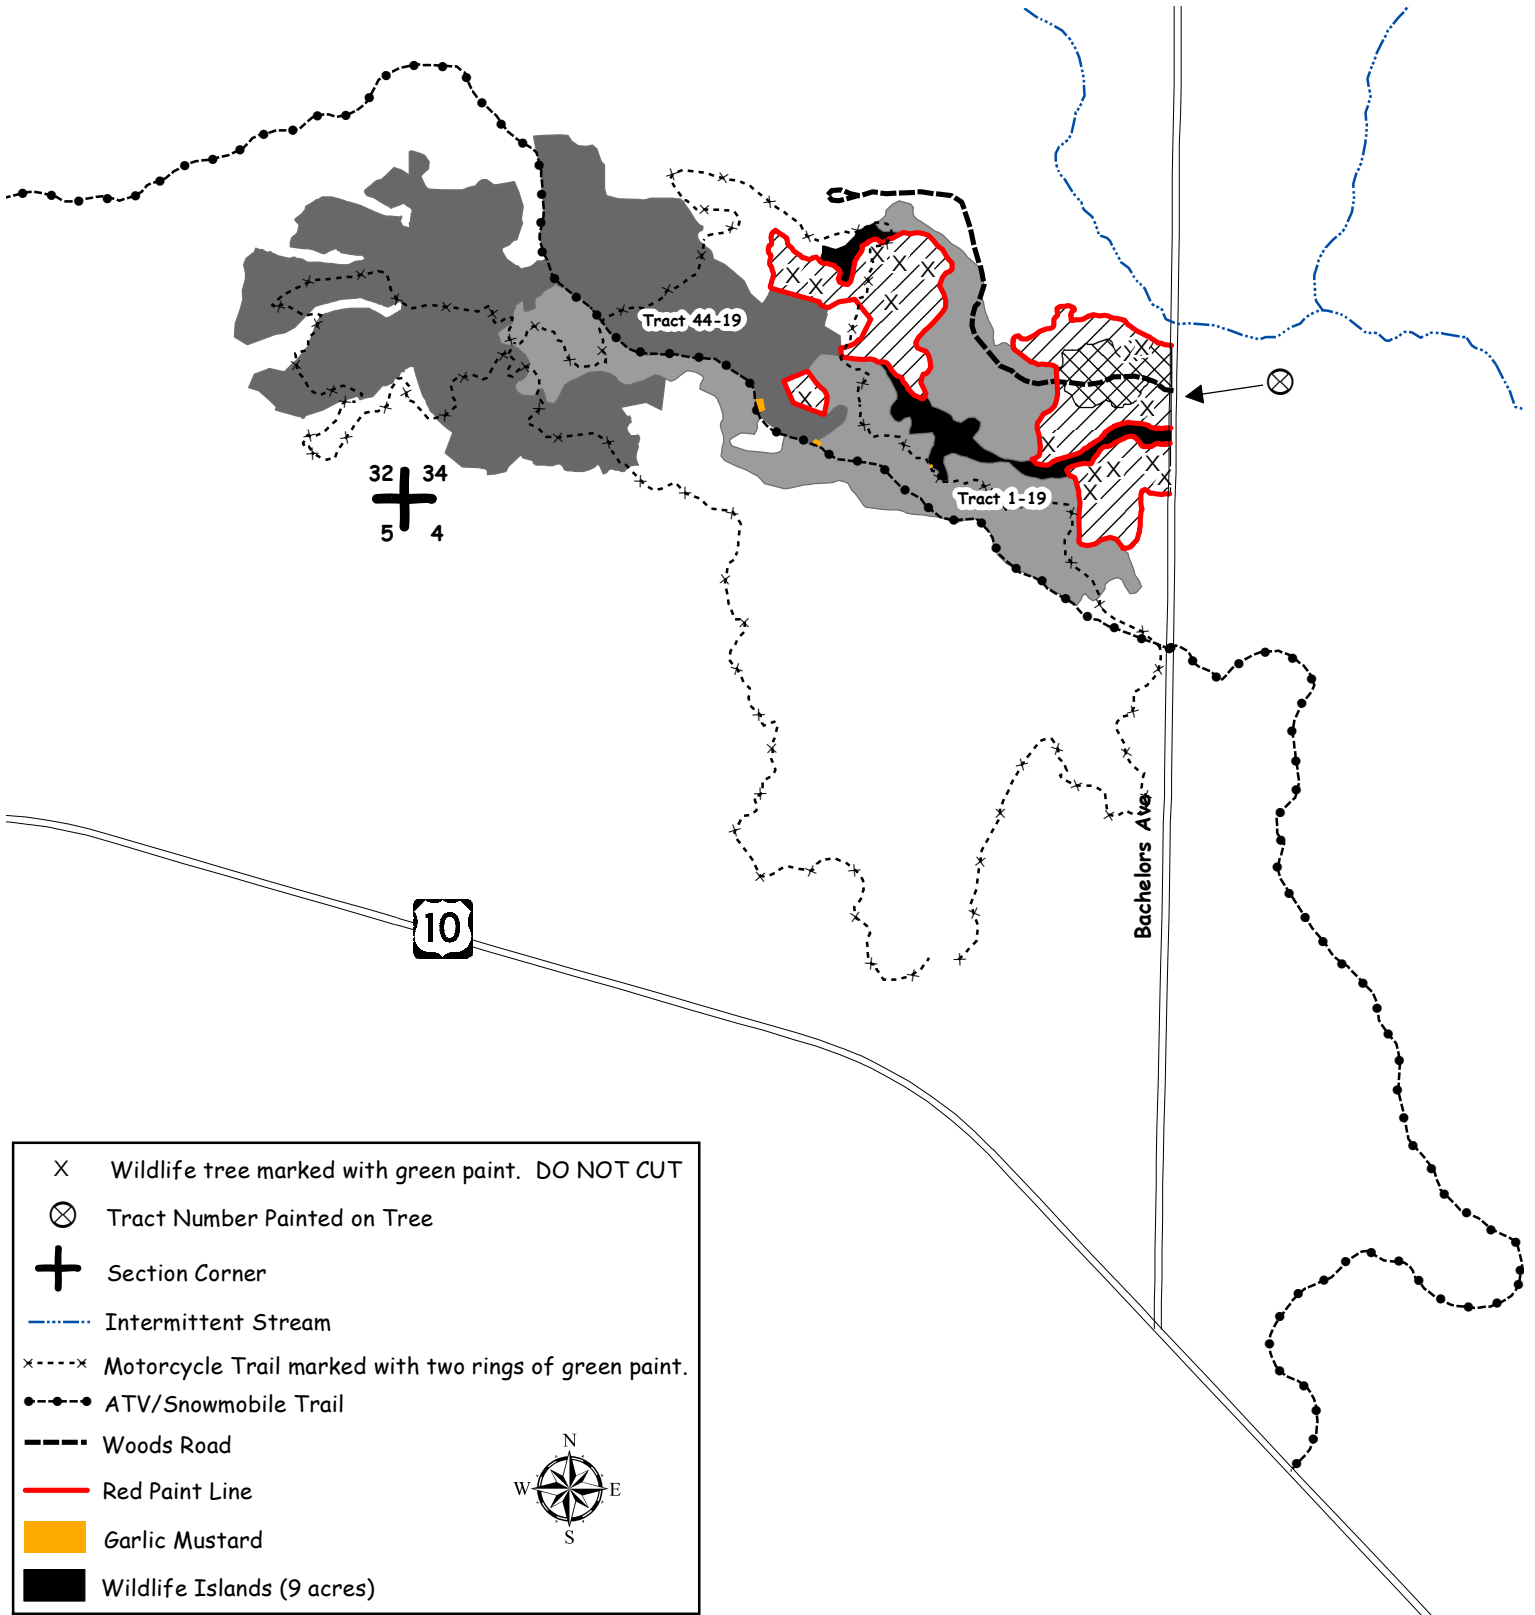 Tract 44-19
32 34
5 4
Tract 1-19
Bachelors Ave
10
X Wildlife tree marked with green paint. DO NOT CUT
Tract Number Painted on Tree
Section Corner
Intermittent Stream
Motorcycle Trail marked with two rings of green paint.
ATV/Snowmobile Trail
Woods Road
Red Paint Line
Garlic Mustard
Wildlife Islands (9 acres)
N
W E
S